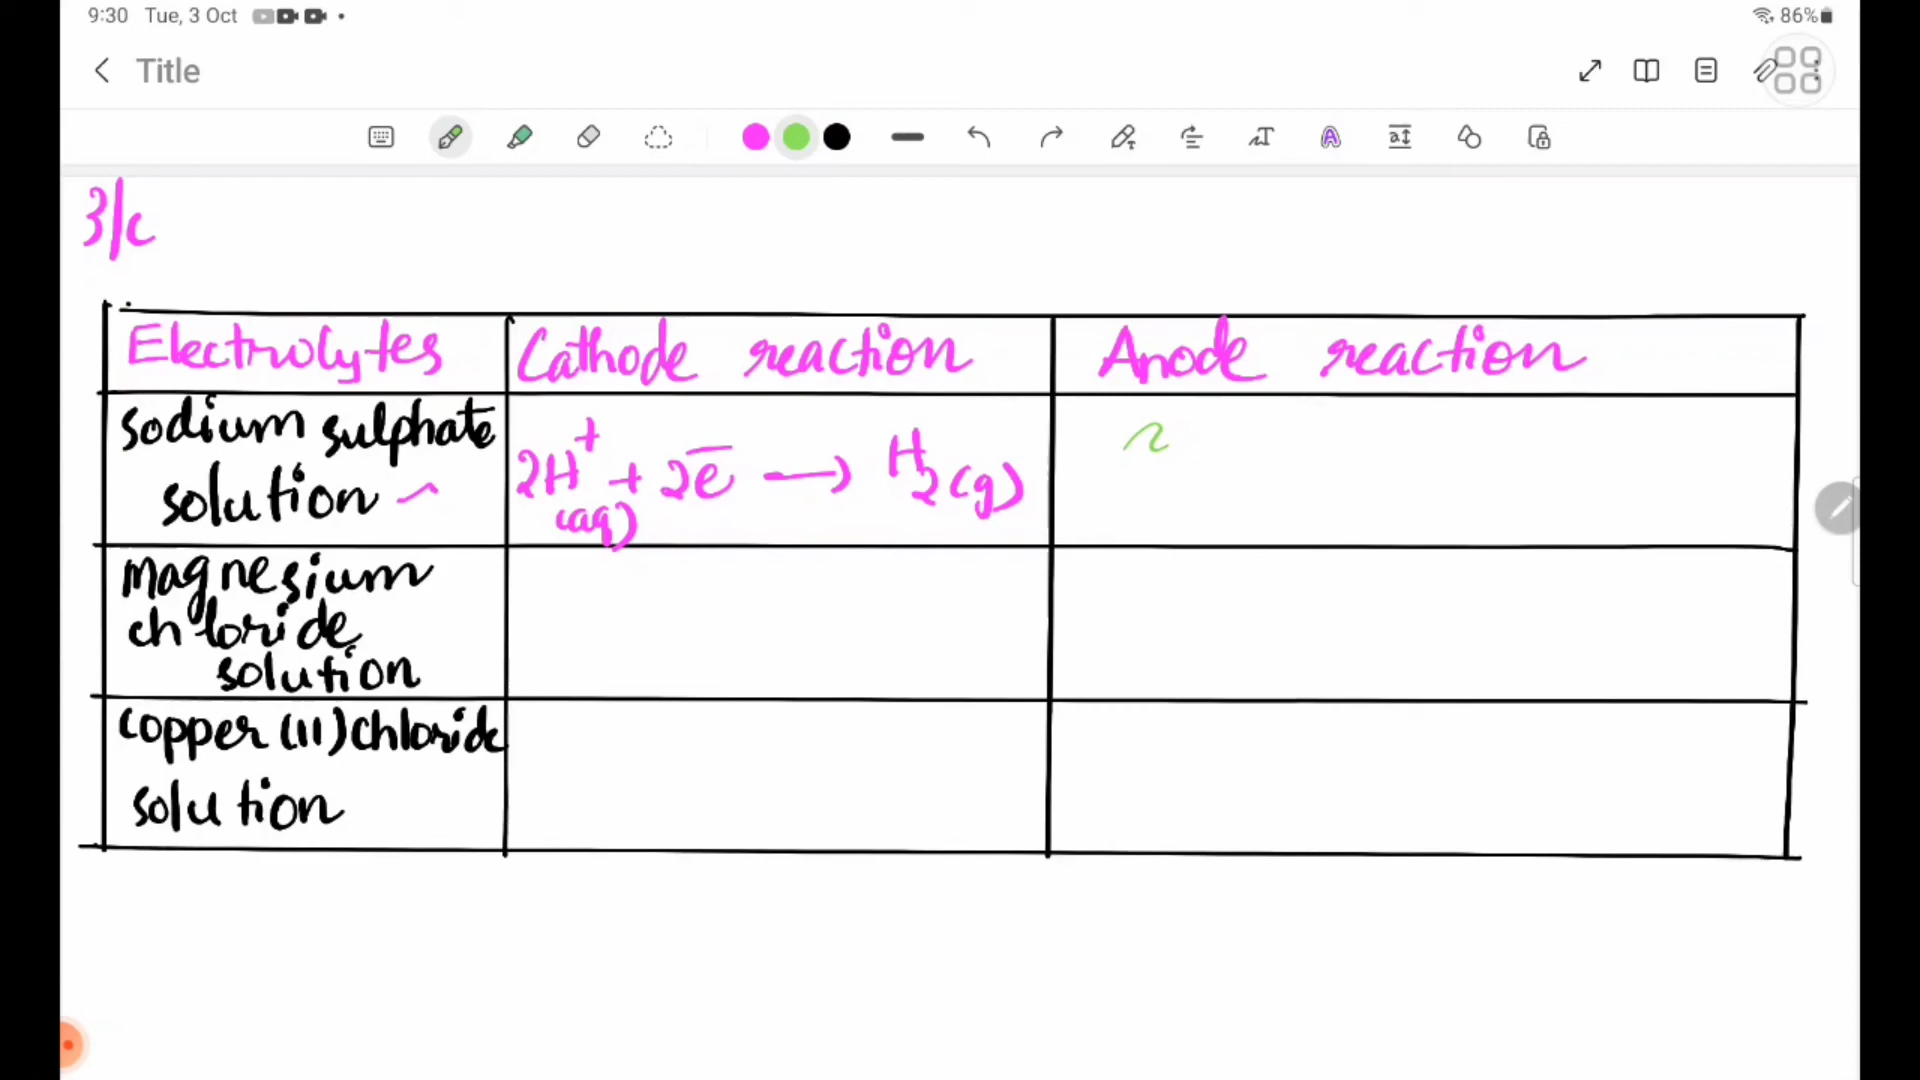 9:30 Tue, 3 Oct
86%
Title
3/c
Electrolytes Cathode reaction Anode reaction
sodium sulphate
solution
2H⁺(aq) + 2e̅ → H₂(g)
magnesium
chloride
solution
copper (11) chloride
solution